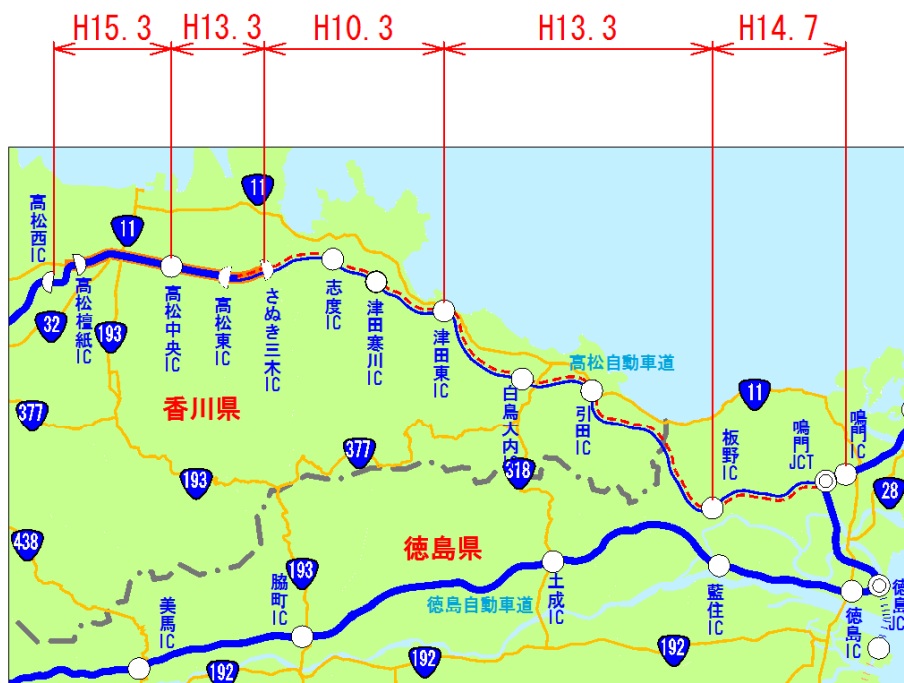 H15.3
H13.3
H10.3
H13.3
H14.7
11
11
高松西IC
高松檀紙IC
高松中央IC
高松東IC
さぬき三木IC
志度IC
津田寒川IC
津田東IC
高松自動車道
白鳥大内IC
引田IC
板野IC
鳴門JCT
鳴門IC
11
32
193
377
香川県
377
193
318
28
438
徳島県
193
脇町IC
美馬IC
徳島自動車道
土成IC
藍住IC
徳島IC
徳島JCT
192
192
192